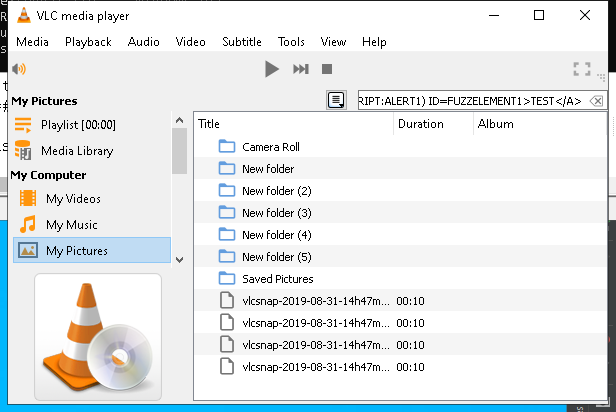 VLC media player
Media Playback Audio Video Subtitle Tools View Help
RIPT:ALERT1) ID=FUZZELEMENT1>TEST</A>
My Pictures
Playlist [00:00]
Media Library
My Computer
My Videos
My Music
My Pictures
Title Duration Album
Camera Roll
New folder
New folder (2)
New folder (3)
New folder (4)
New folder (5)
Saved Pictures
vlcsnap-2019-08-31-14h47m... 00:10
vlcsnap-2019-08-31-14h47m... 00:10
vlcsnap-2019-08-31-14h47m... 00:10
vlcsnap-2019-08-31-14h47m... 00:10